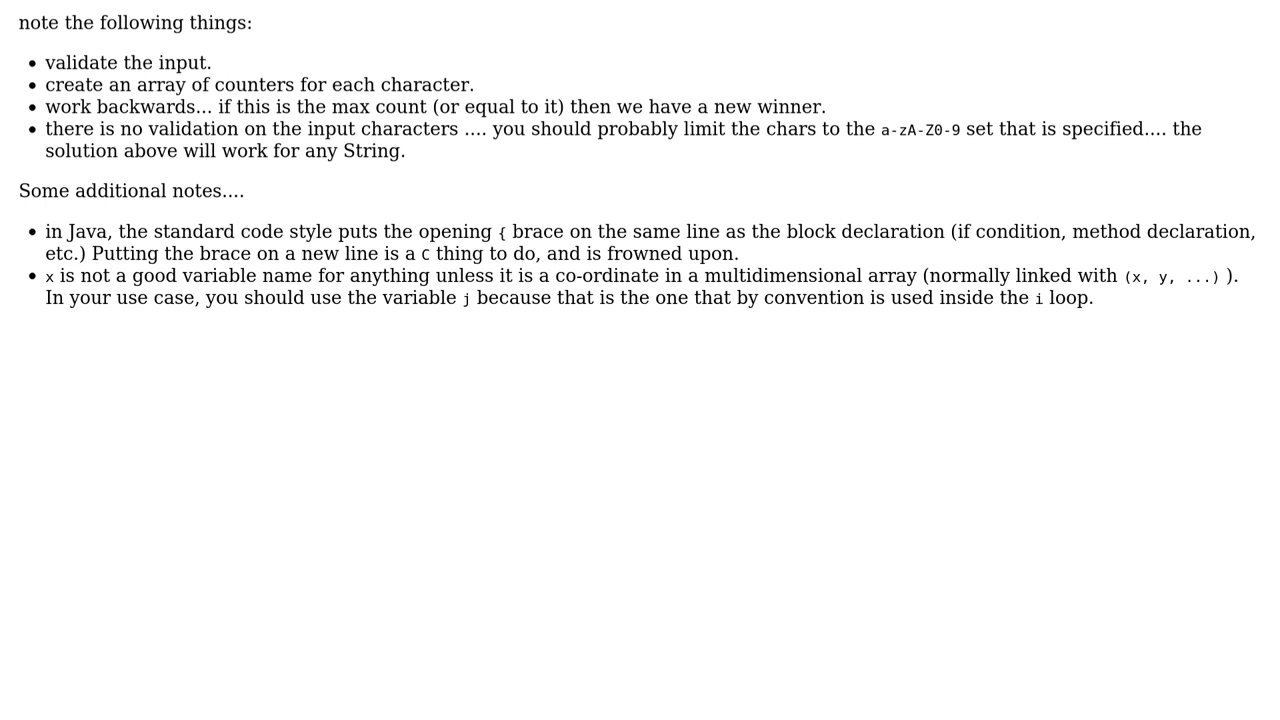 note the following things:
validate the input.
create an array of counters for each character.
work backwards... if this is the max count (or equal to it) then we have a new winner.
there is no validation on the input characters .... you should probably limit the chars to the a-zA-Z0-9 set that is specified.... the
solution above will work for any String.
Some additional notes....
in Java, the standard code style puts the opening { brace on the same line as the block declaration (if condition, method declaration,
etc.) Putting the brace on a new line is a C thing to do, and is frowned upon.
x is not a good variable name for anything unless it is a co-ordinate in a multidimensional array (normally linked with (x, y, ...) ).
In your use case, you should use the variable j because that is the one that by convention is used inside the i loop.